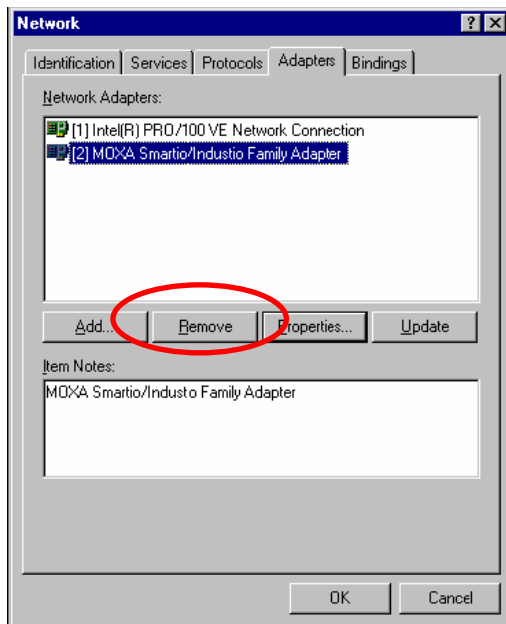 Network
Identification Services Protocols Adapters Bindings
Network Adapters:
[1] Intel(R) PRO/100 VE Network Connection
[2] MOXA Smartio/Industio Family Adapter
Add... Remove Properties... Update
Item Notes:
MOXA Smartio/Industo Family Adapter
OK Cancel